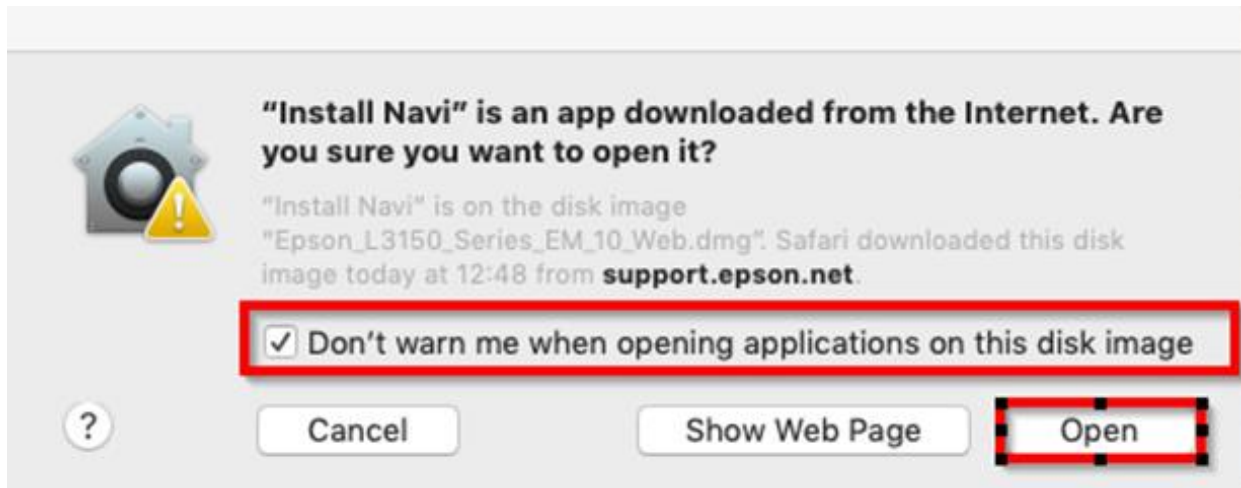 “Install Navi” is an app downloaded from the Internet. Are
you sure you want to open it?
“Install Navi” is on the disk image
“Epson_L3150_Series_EM_10_Web.dmg”. Safari downloaded this disk
image today at 12:48 from support.epson.net.
Don’t warn me when opening applications on this disk image
? Cancel Show Web Page Open